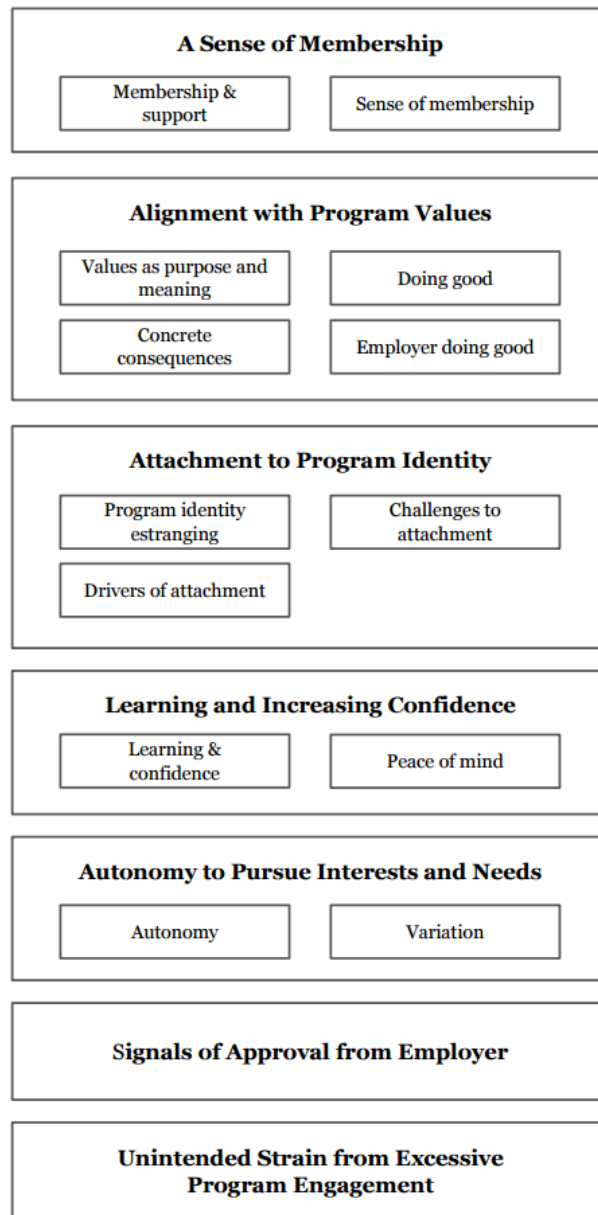 A Sense of Membership
Membership &
support
Sense of membership
Alignment with Program Values
Values as purpose and
meaning
Doing good
Concrete
consequences
Employer doing good
Attachment to Program Identity
Program identity
estranging
Challenges to
attachment
Drivers of attachment
Learning and Increasing Confidence
Learning &
confidence
Peace of mind
Autonomy to Pursue Interests and Needs
Autonomy
Variation
Signals of Approval from Employer
Unintended Strain from Excessive
Program Engagement